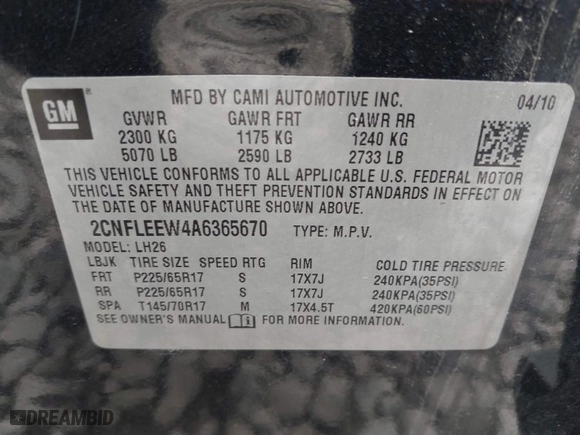 GM
MFD BY CAMI AUTOMOTIVE INC. 04/10
GVWR GAWR FRT GAWR RR
2300 KG 1175 KG 1240 KG
5070 LB 2590 LB 2733 LB
THIS VEHICLE CONFORMS TO ALL APPLICABLE U.S. FEDERAL MOTOR
VEHICLE SAFETY AND THEFT PREVENTION STANDARDS IN EFFECT ON
THE DATE OF MANUFACTURE SHOWN ABOVE.
2CNFLEEW4A6365670 TYPE: M.P.V.
MODEL: LH26
LBJK TIRE SIZE SPEED RTG RIM COLD TIRE PRESSURE
FRT P225/65R17 S 17X7J 240KPA(35PSI)
RR P225/65R17 S 17X7J 240KPA(35PSI)
SPA T145/70R17 M 17X4.5T 420KPA(60PSI)
SEE OWNER'S MANUAL FOR MORE INFORMATION.
DREAMBID